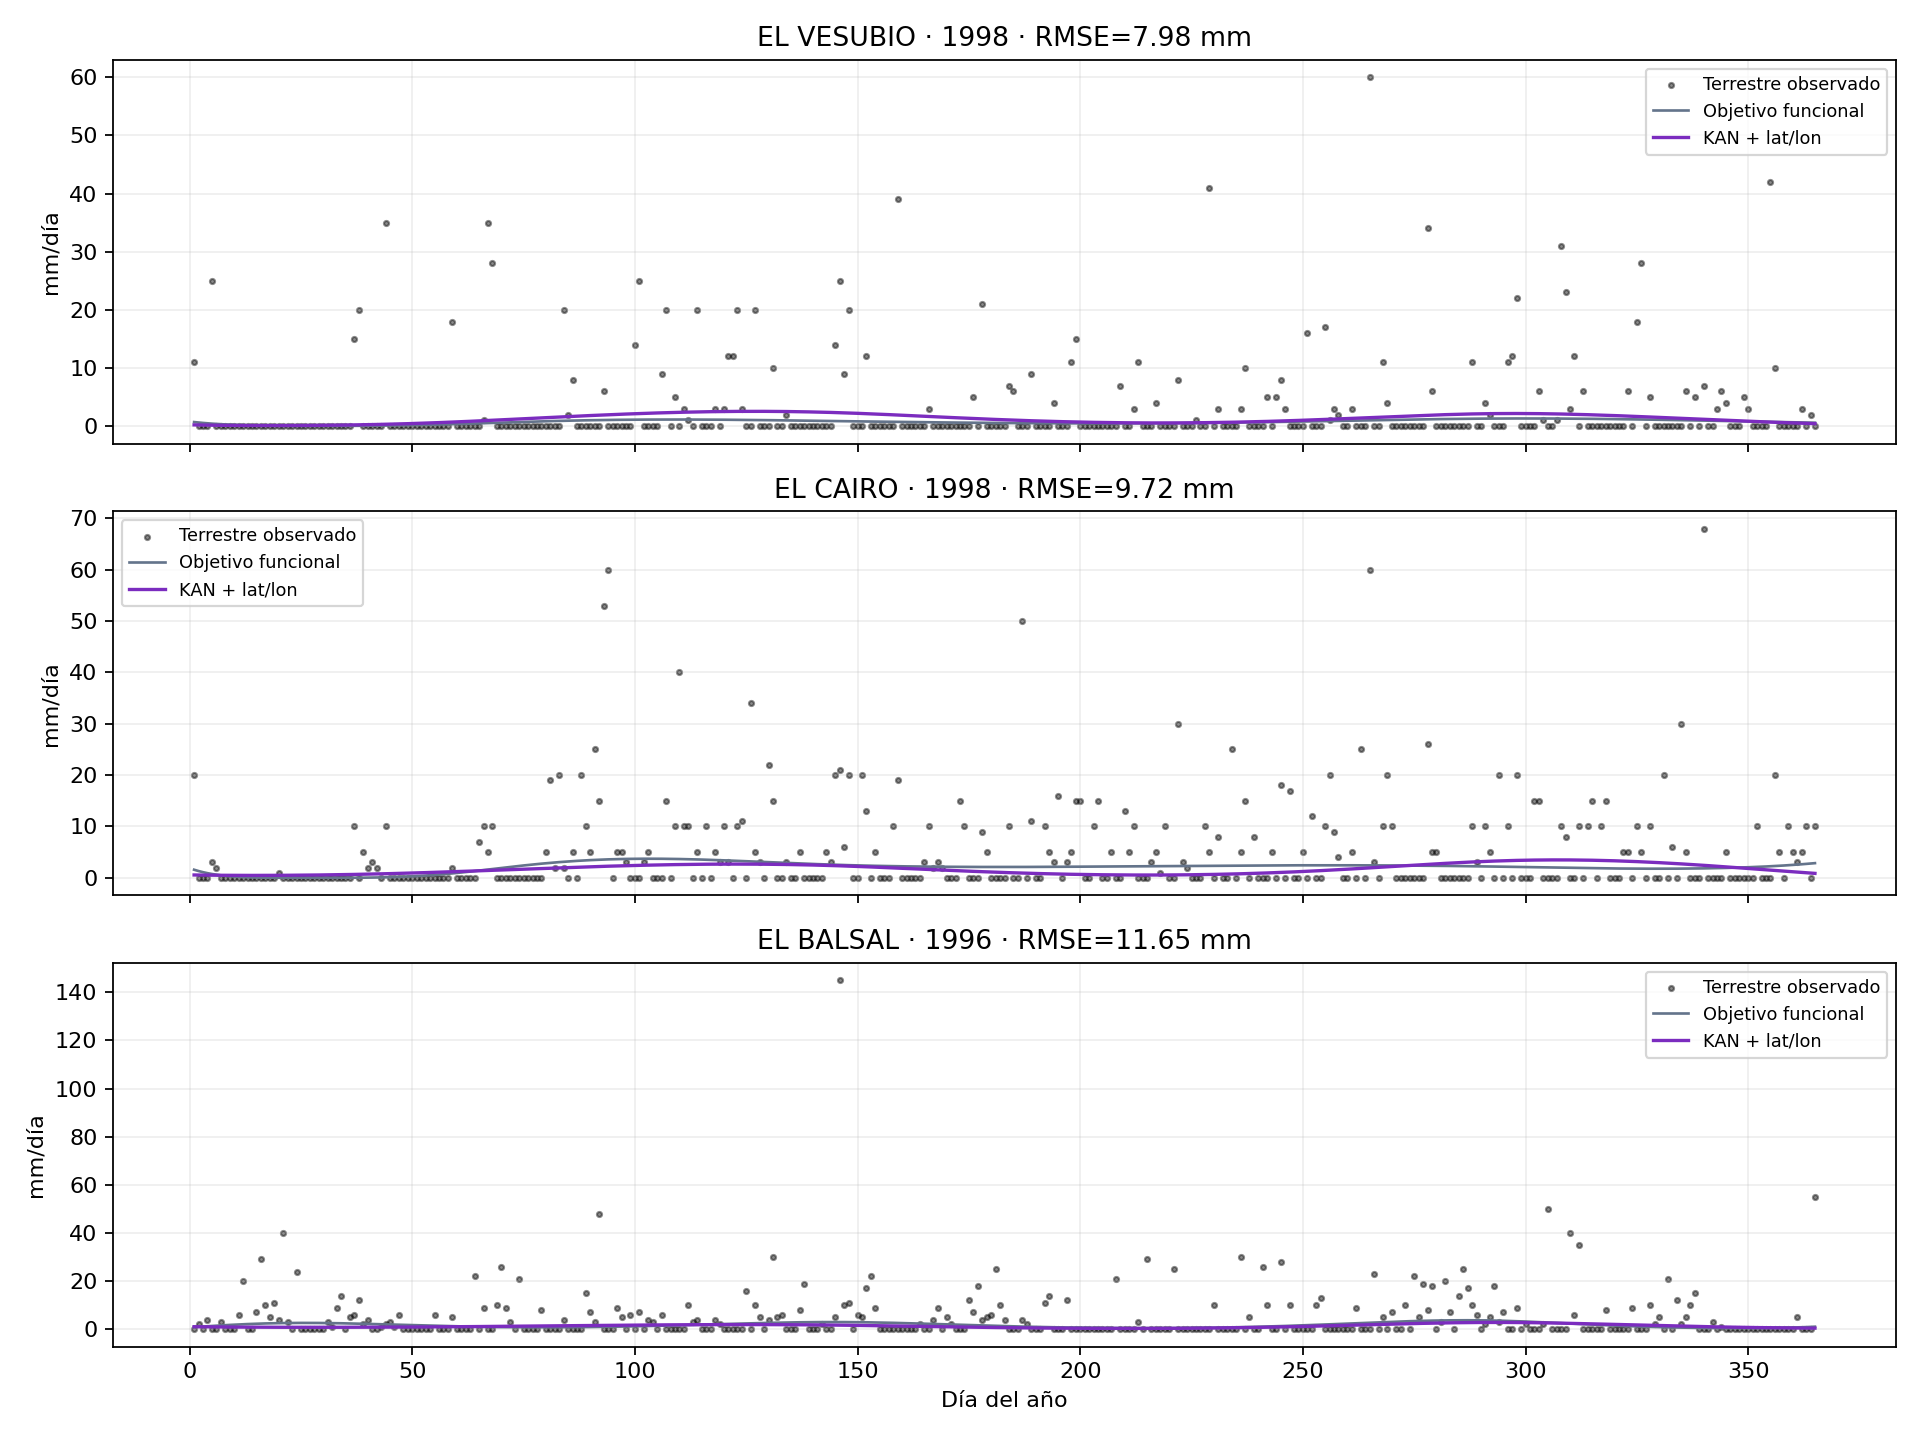 EL VESUBIO · 1998 · RMSE=7.98 mm
60
50
40
30
20
10
0
mm/día
Terrestre observado
Objetivo funcional
KAN + lat/lon
EL CAIRO · 1998 · RMSE=9.72 mm
70
60
50
40
30
20
10
0
mm/día
Terrestre observado
Objetivo funcional
KAN + lat/lon
EL BALSAL · 1996 · RMSE=11.65 mm
140
120
100
80
60
40
20
0
mm/día
Terrestre observado
Objetivo funcional
KAN + lat/lon
0 50 100 150 200 250 300 350
Día del año